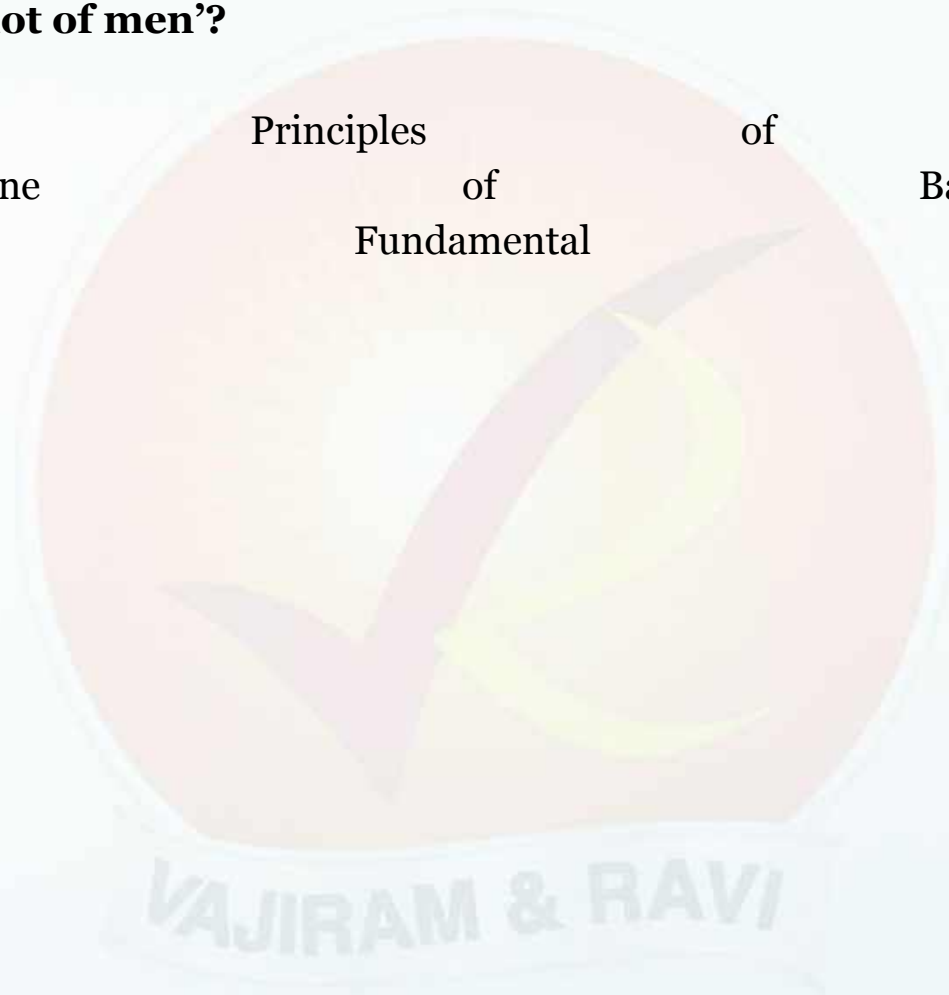 ot of men’?
Principles of
ne of Ba
Fundamental
VAJIRAM & RAVI